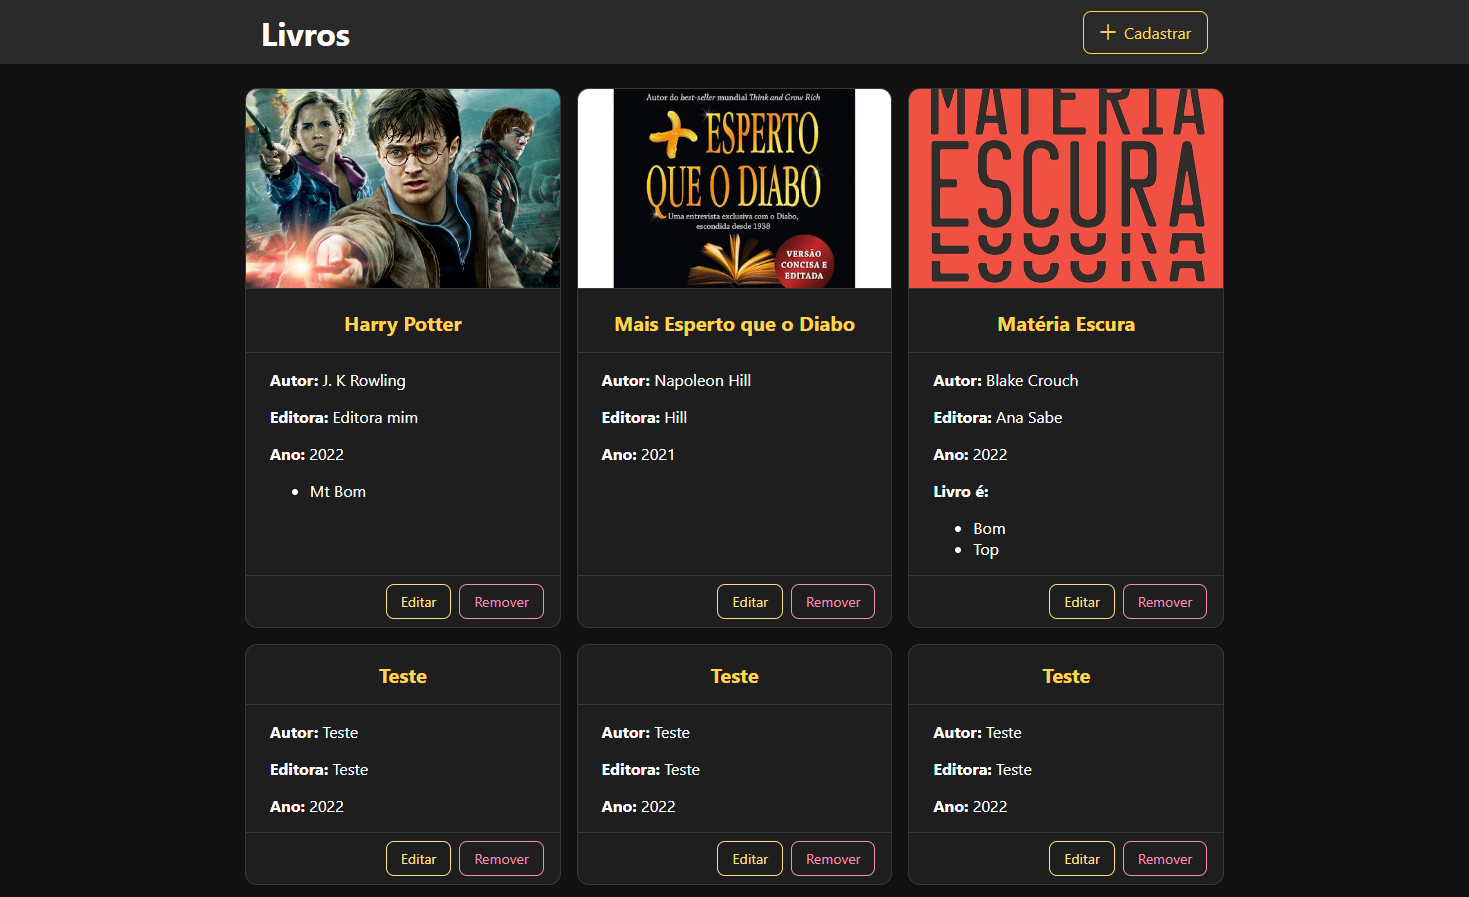 Livros
Cadastrar
Autor do best-seller mundial Think and Grow Rich
+ ESPERTO
QUE O DIABO
Uma entrevista exclusiva com o Diabo,
escondida desde 1938
VERSÃO
CONCISA E
EDITADA
MATÉRIA
ESCURA
ESCURA
Harry Potter
Autor: J. K Rowling
Editora: Editora mim
Ano: 2022
• Mt Bom
Editar
Remover
Mais Esperto que o Diabo
Autor: Napoleon Hill
Editora: Hill
Ano: 2021
Editar
Remover
Matéria Escura
Autor: Blake Crouch
Editora: Ana Sabe
Ano: 2022
Livro é:
• Bom
• Top
Editar
Remover
Teste
Autor: Teste
Editora: Teste
Ano: 2022
Editar
Remover
Teste
Autor: Teste
Editora: Teste
Ano: 2022
Editar
Remover
Teste
Autor: Teste
Editora: Teste
Ano: 2022
Editar
Remover